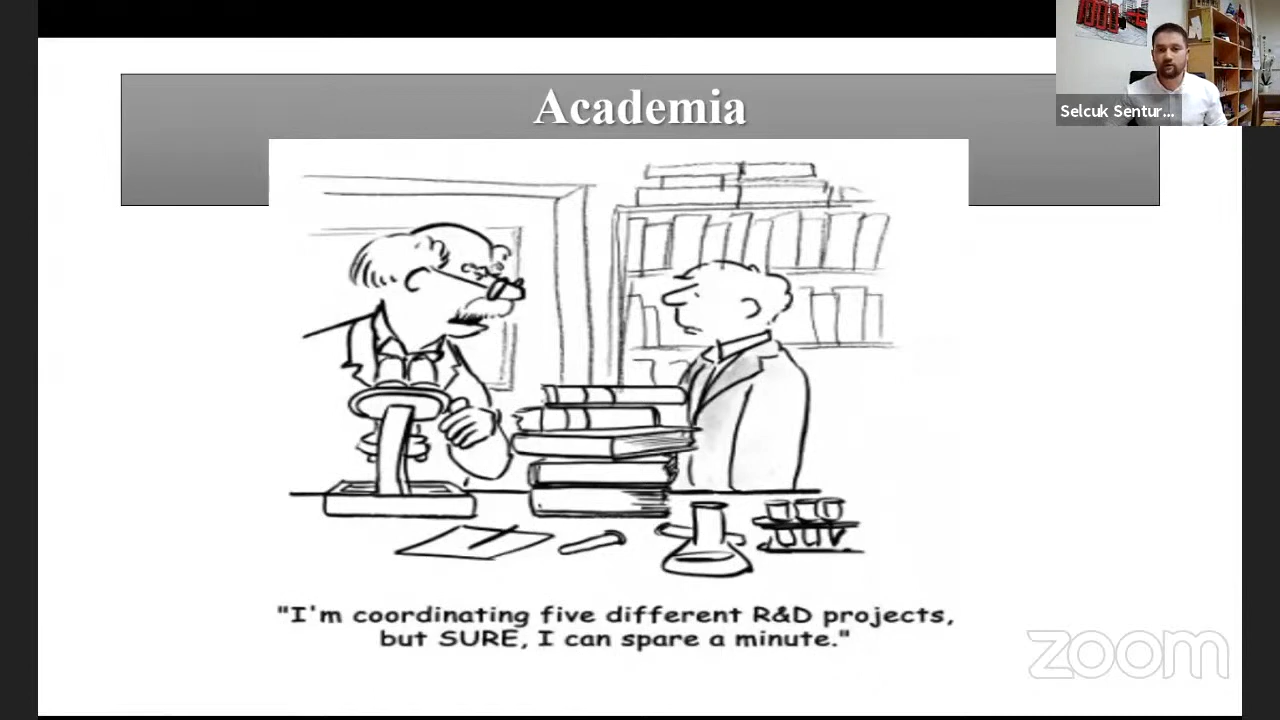 Academia
Selcuk Sentur...
"I'm coordinating five different R&D projects,
but SURE, I can spare a minute."
zoom